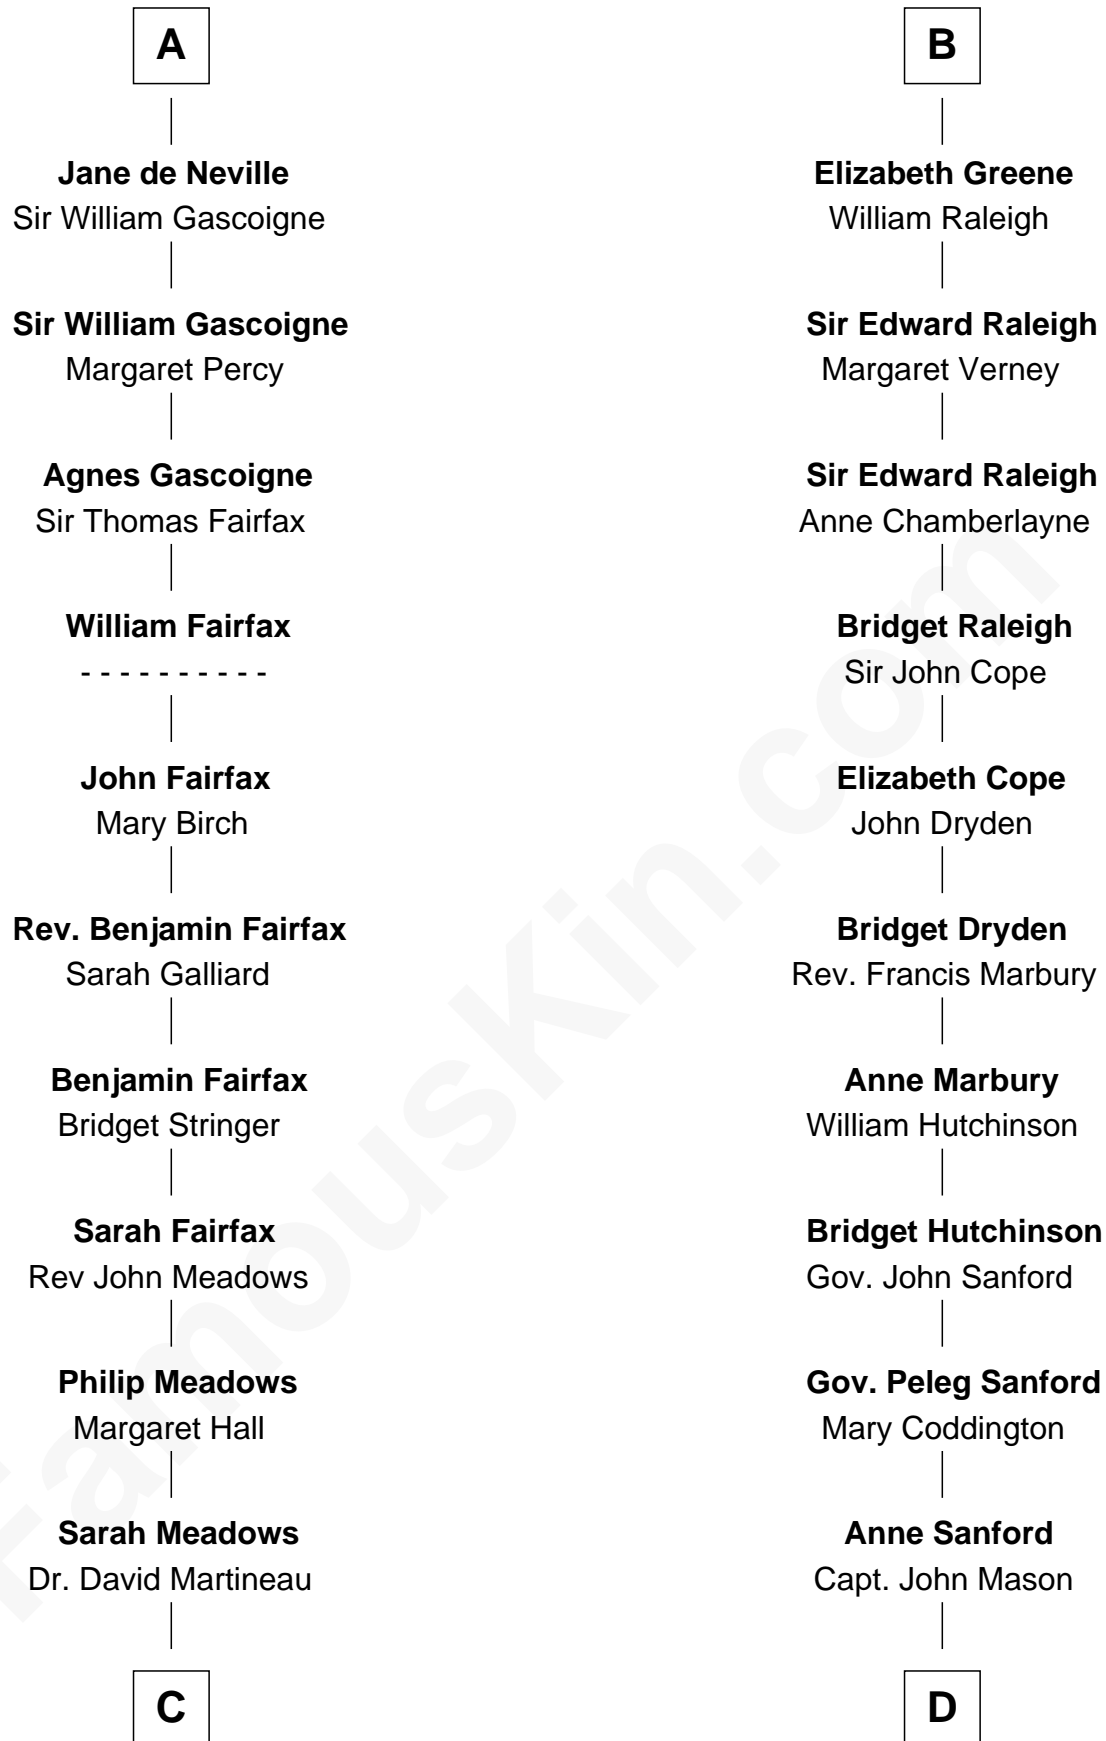 A
Jane de Neville
Sir William Gascoigne
Sir William Gascoigne
Margaret Percy
Agnes Gascoigne
Sir Thomas Fairfax
William Fairfax
- - - - - - - - - -
John Fairfax
Mary Birch
Rev. Benjamin Fairfax
Sarah Galliard
Benjamin Fairfax
Bridget Stringer
Sarah Fairfax
Rev John Meadows
Philip Meadows
Margaret Hall
Sarah Meadows
Dr. David Martineau
C
B
Elizabeth Greene
William Raleigh
Sir Edward Raleigh
Margaret Verney
Sir Edward Raleigh
Anne Chamberlayne
Bridget Raleigh
Sir John Cope
Elizabeth Cope
John Dryden
Bridget Dryden
Rev. Francis Marbury
Anne Marbury
William Hutchinson
Bridget Hutchinson
Gov. John Sanford
Gov. Peleg Sanford
Mary Coddington
Anne Sanford
Capt. John Mason
D
FamousKin.com